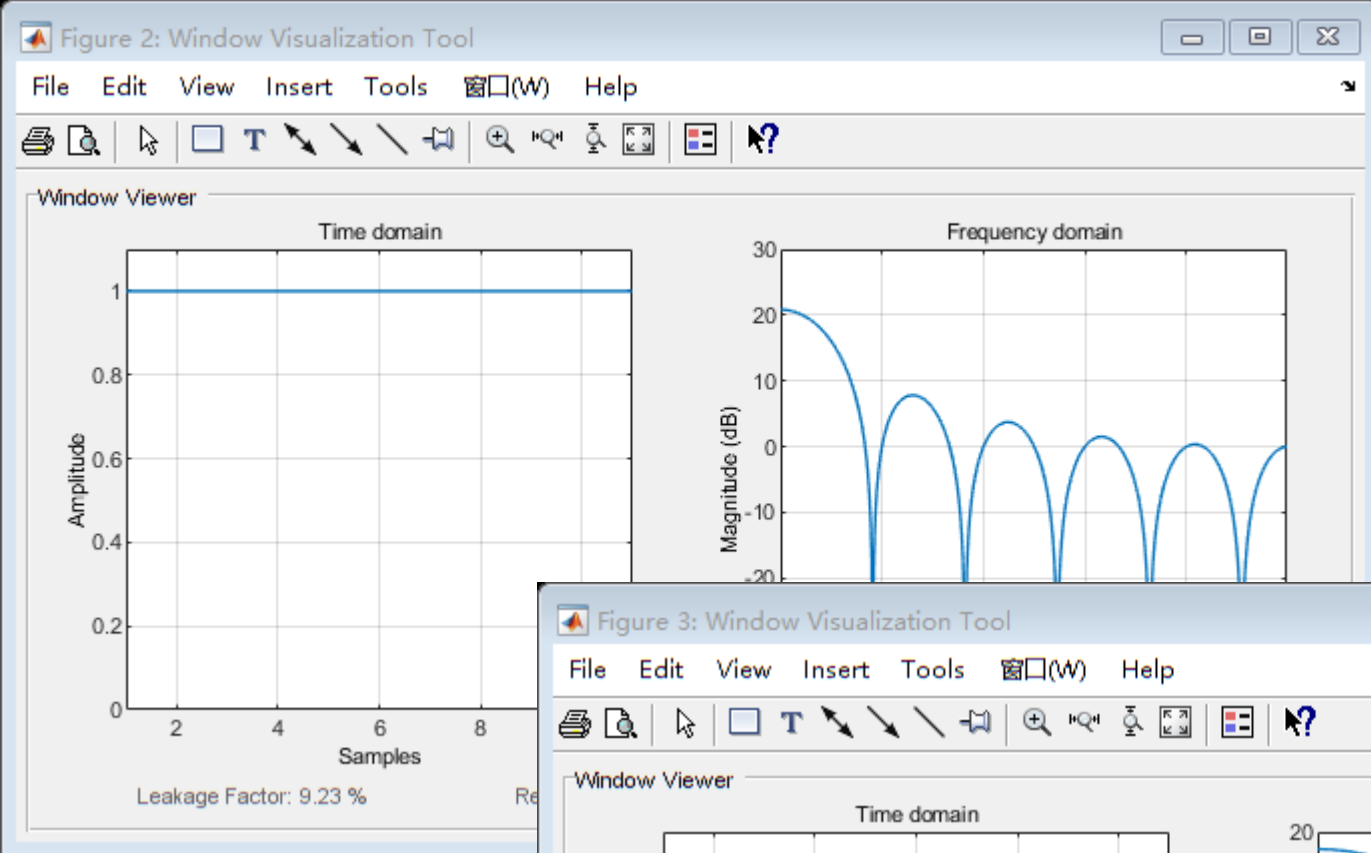 Figure 2: Window Visualization Tool
File Edit View Insert Tools 窗口(W) Help
T ?
Window Viewer
Time domain
1
0.8
0.6
0.4
0.2
0
Amplitude
2 4 6 8
Samples
Leakage Factor: 9.23 %
Re
Frequency domain
30
20
10
0
-10
-20
Magnitude (dB)
Figure 3: Window Visualization Tool
File Edit View Insert Tools 窗口(W) Help
T ?
Window Viewer
Time domain
20